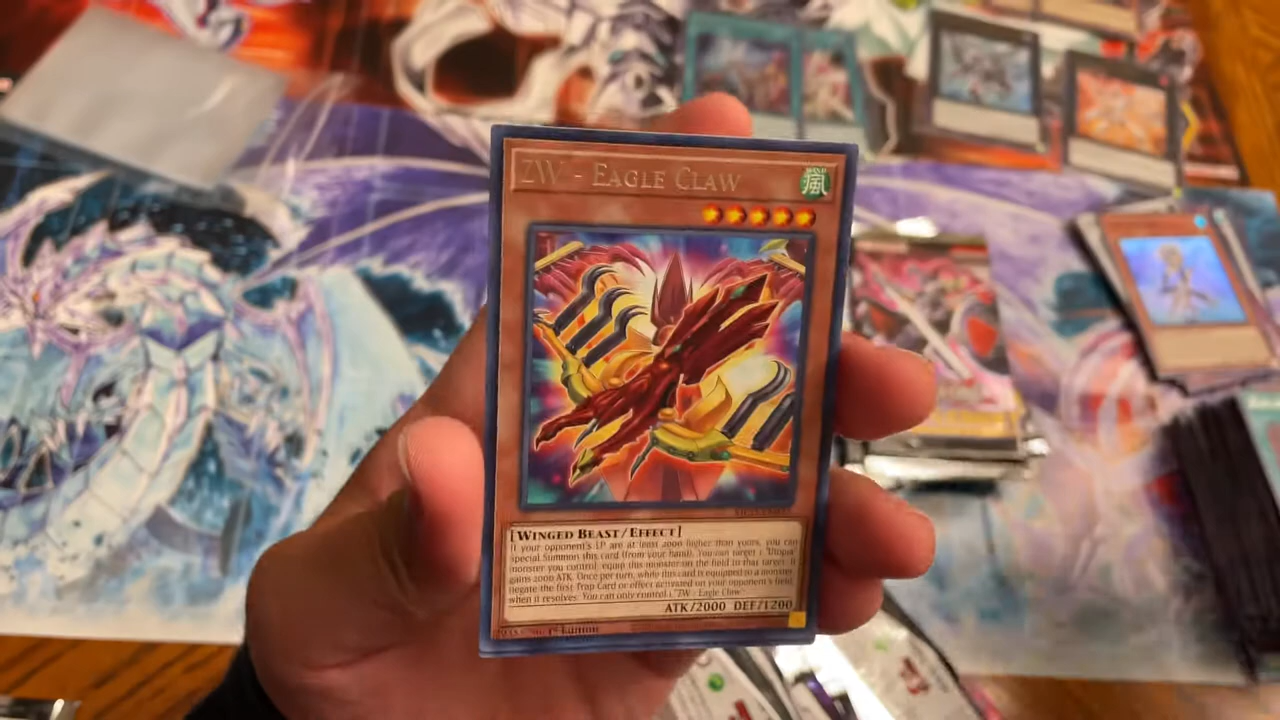 ZW - EAGLE CLAW
WIND
風
[WINGED BEAST/EFFECT]
If your opponent's LP are at least 2000 higher than yours, you can
Special Summon this card (from your hand). You can target 1 "Utopia"
monster you control; equip this monster on the field to that target. It
gains 2000 ATK. Once per turn, while this card is equipped to a monster:
negate the first Trap Card or effect activated on your opponent's field,
when it resolves. You can only control 1 "ZW - Eagle Claw".
ATK/2000 DEF/1200
1st Edition